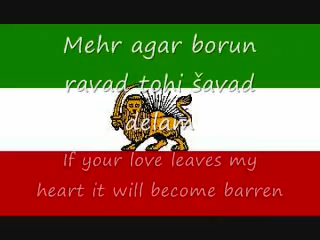 Mehr agar borun
ravad tohi šavad
delam
If your love leaves my
heart it will become barren